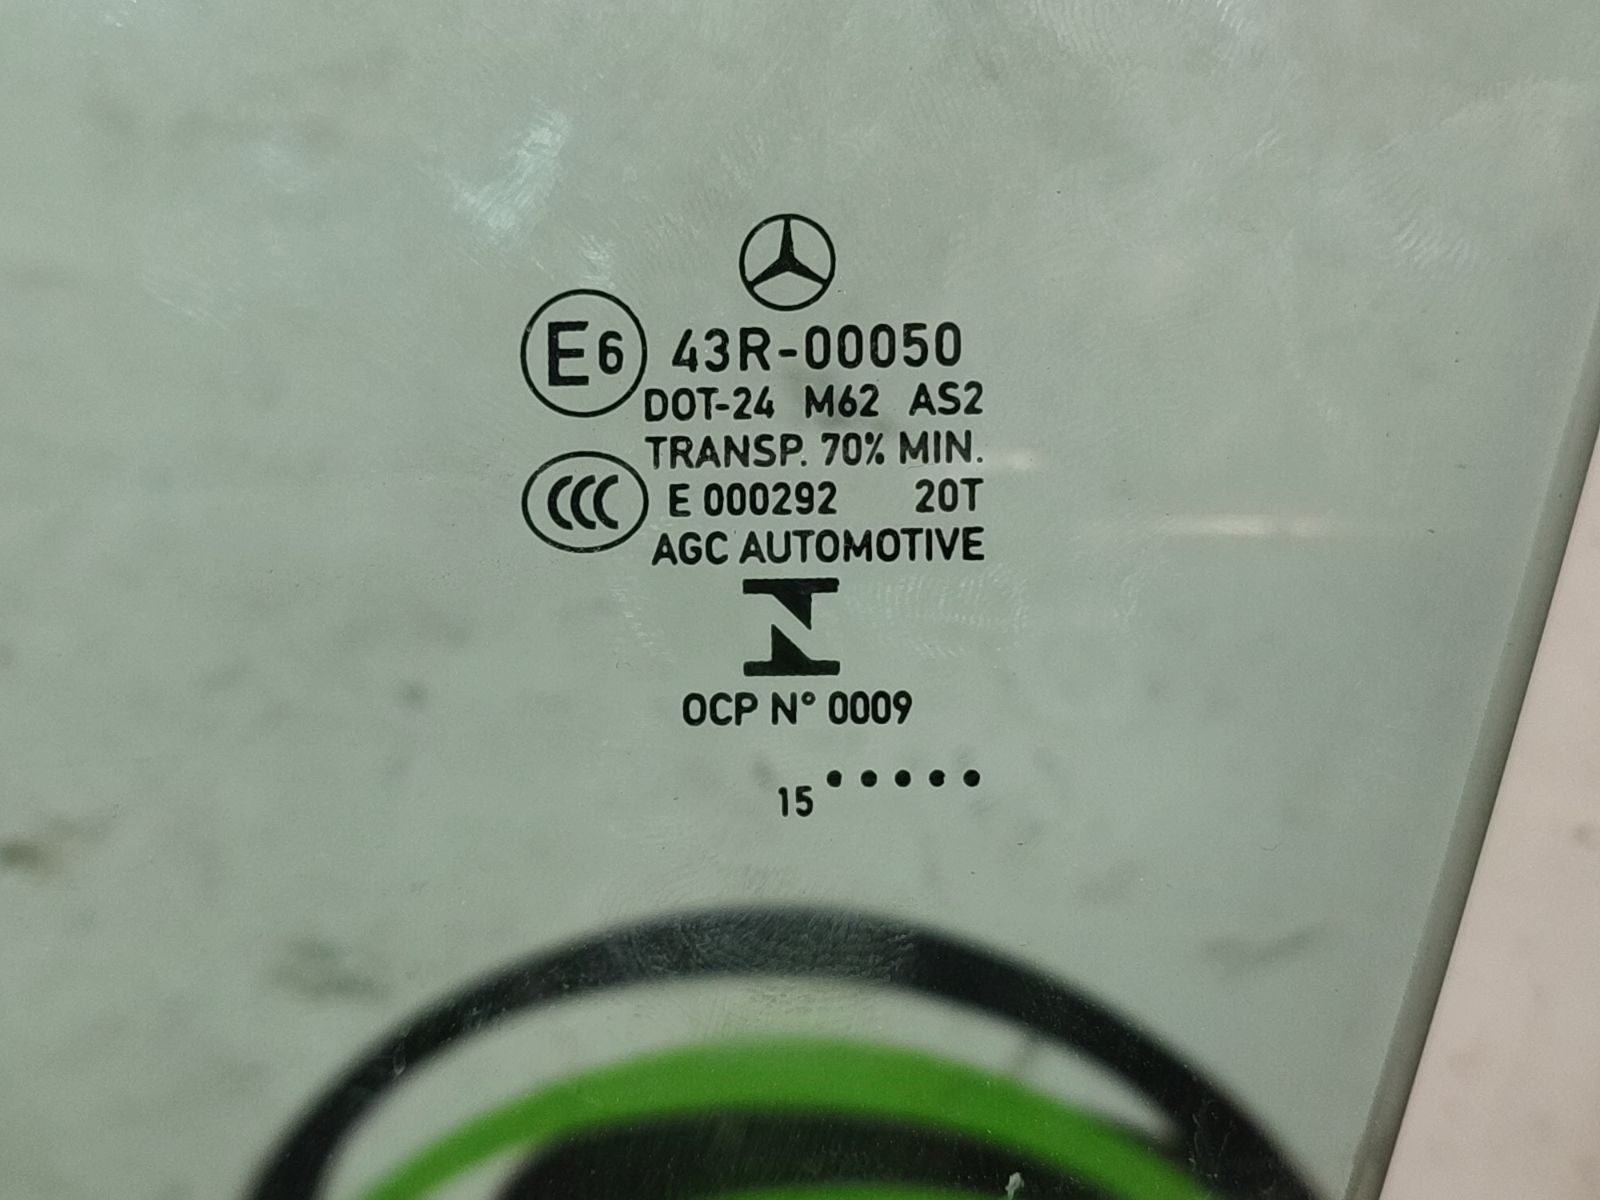 E6 43R-00050
DOT-24 M62 AS2
TRANSP. 70% MIN.
CCC E 000292 20T
AGC AUTOMOTIVE
N
OCP N° 0009
15 •••••